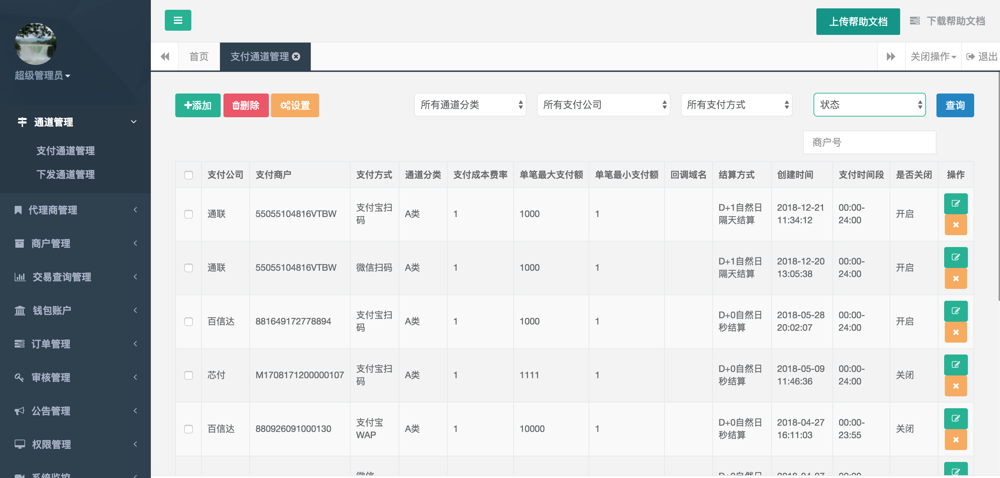 上传帮助文档
下载帮助文档
首页
支付通道管理
关闭操作
退出
超级管理员
通道管理
支付通道管理
下发通道管理
代理商管理
商户管理
交易查询管理
钱包账户
订单管理
审核管理
公告管理
权限管理
系统监控
添加
删除
设置
所有通道分类
所有支付公司
所有支付方式
状态
查询
商户号
支付公司 支付商户 支付方式 通道分类 支付成本费率 单笔最大支付额 单笔最小支付额 回调域名 结算方式 创建时间 支付时间段 是否关闭 操作
通联 55055104816VTBW 支付宝扫码 A类 1 1000 1 D+1自然日隔天结算 2018-12-21 11:34:12 00:00-24:00 开启
通联 55055104816VTBW 微信扫码 A类 1 1000 1 D+1自然日隔天结算 2018-12-20 13:05:38 00:00-24:00 开启
百信达 881649172778894 支付宝扫码 A类 1 1000 1 D+0自然日秒结算 2018-05-28 20:02:07 00:00-24:00 开启
芯付 M1708171200000107 支付宝扫码 A类 1 1111 1 D+0自然日秒结算 2018-05-09 11:46:36 00:00-24:00 关闭
百信达 880926091000130 支付宝WAP A类 1 10000 1 D+0自然日秒结算 2018-04-27 16:11:03 00:00-23:55 关闭
微信 D+0自然日 2018-04-27 00:00-